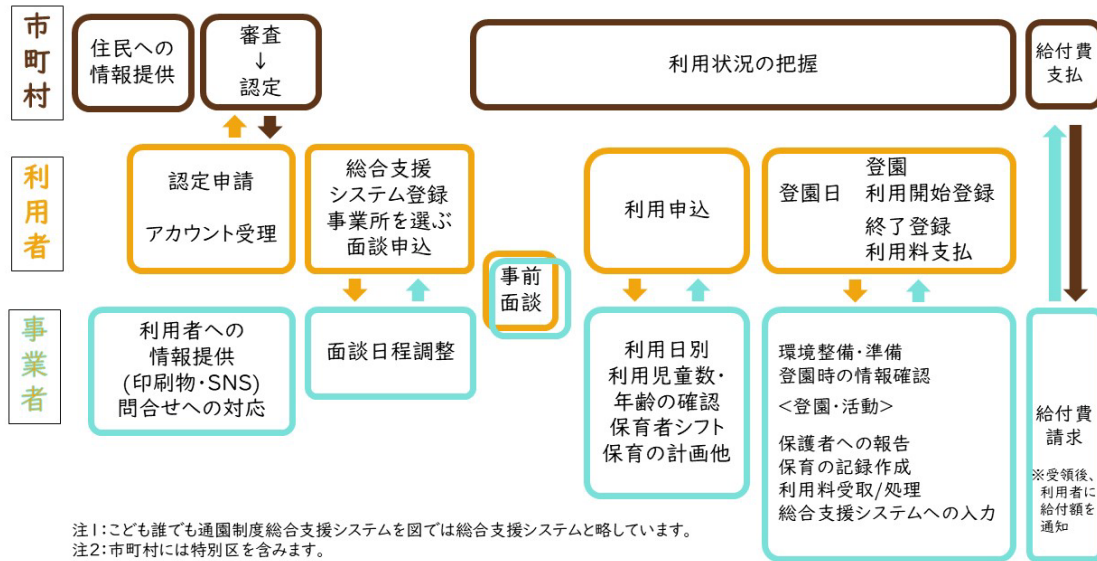 市町村
住民への
情報提供
審査
↓
認定
利用状況の把握
給付費
支払
利用者
認定申請
アカウント受理
総合支援
システム登録
事業所を選ぶ
面談申込
事前
面談
利用申込
登園日
登園
利用開始登録
終了登録
利用料支払
事業者
利用者への
情報提供
(印刷物・SNS)
問合せへの対応
面談日程調整
利用日別
利用児童数・
年齢の確認
保育者シフト
保育の計画他
環境整備・準備
登園時の情報確認
<登園・活動>
保護者への報告
保育の記録作成
利用料受取/処理
総合支援システムへの入力
給付費
請求
※受領後、
利用者に
給付額を
通知
注1:こども誰でも通園制度総合支援システムを図では総合支援システムと略しています。
注2:市町村には特別区を含みます。